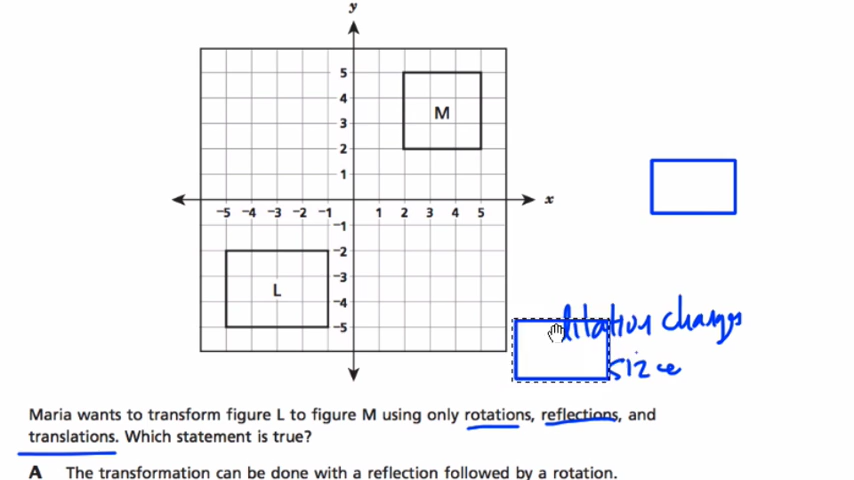 y
5
4
M
3
2
1
x
-5 -4 -3 -2 -1 1 2 3 4 5
-1
-2
-3
L
-4
-5
change
size
Maria wants to transform figure L to figure M using only rotations, reflections, and
translations. Which statement is true?
A The transformation can be done with a reflection followed by a rotation.